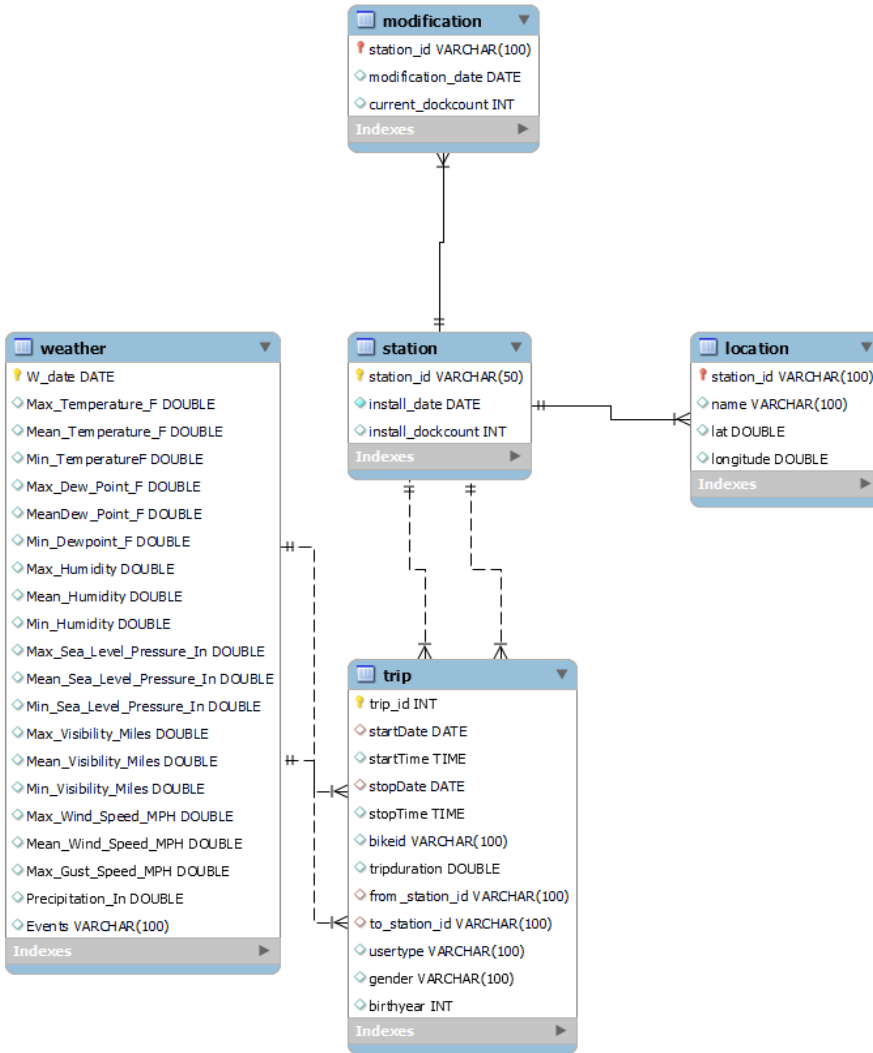 modification
station_id VARCHAR(100)
modification_date DATE
current_dockcount INT
Indexes
weather
W_date DATE
Max_Temperature_F DOUBLE
Mean_Temperature_F DOUBLE
Min_TemperatureF DOUBLE
Max_Dew_Point_F DOUBLE
MeanDew_Point_F DOUBLE
Min_Dewpoint_F DOUBLE
Max_Humidity DOUBLE
Mean_Humidity DOUBLE
Min_Humidity DOUBLE
Max_Sea_Level_Pressure_In DOUBLE
Mean_Sea_Level_Pressure_In DOUBLE
Min_Sea_Level_Pressure_In DOUBLE
Max_Visibility_Miles DOUBLE
Mean_Visibility_Miles DOUBLE
Min_Visibility_Miles DOUBLE
Max_Wind_Speed_MPH DOUBLE
Mean_Wind_Speed_MPH DOUBLE
Max_Gust_Speed_MPH DOUBLE
Precipitation_In DOUBLE
Events VARCHAR(100)
Indexes
station
station_id VARCHAR(50)
install_date DATE
install_dockcount INT
Indexes
location
station_id VARCHAR(100)
name VARCHAR(100)
lat DOUBLE
longitude DOUBLE
Indexes
trip
trip_id INT
startDate DATE
startTime TIME
stopDate DATE
stopTime TIME
bikeid VARCHAR(100)
tripduration DOUBLE
from_station_id VARCHAR(100)
to_station_id VARCHAR(100)
usertype VARCHAR(100)
gender VARCHAR(100)
birthyear INT
Indexes